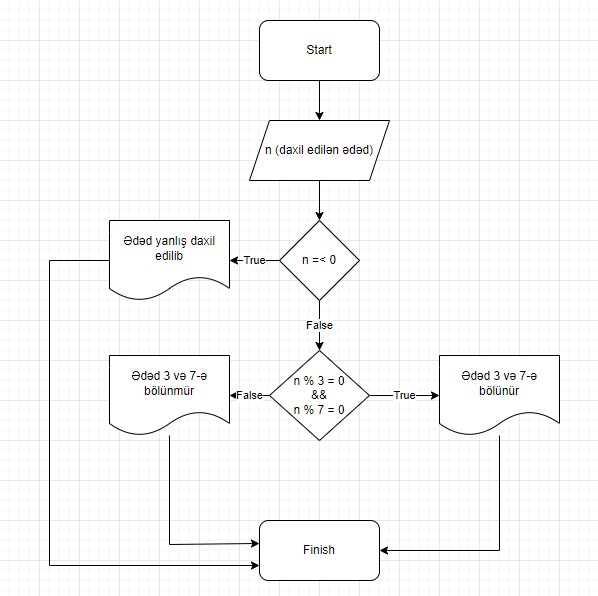 Start
n (daxil edilən ədəd)
Ədəd yanlış daxil
edilib
True
n =< 0
False
Ədəd 3 və 7-ə
bölünmür
False
n % 3 = 0
&&
n % 7 = 0
True
Ədəd 3 və 7-ə
bölünür
Finish